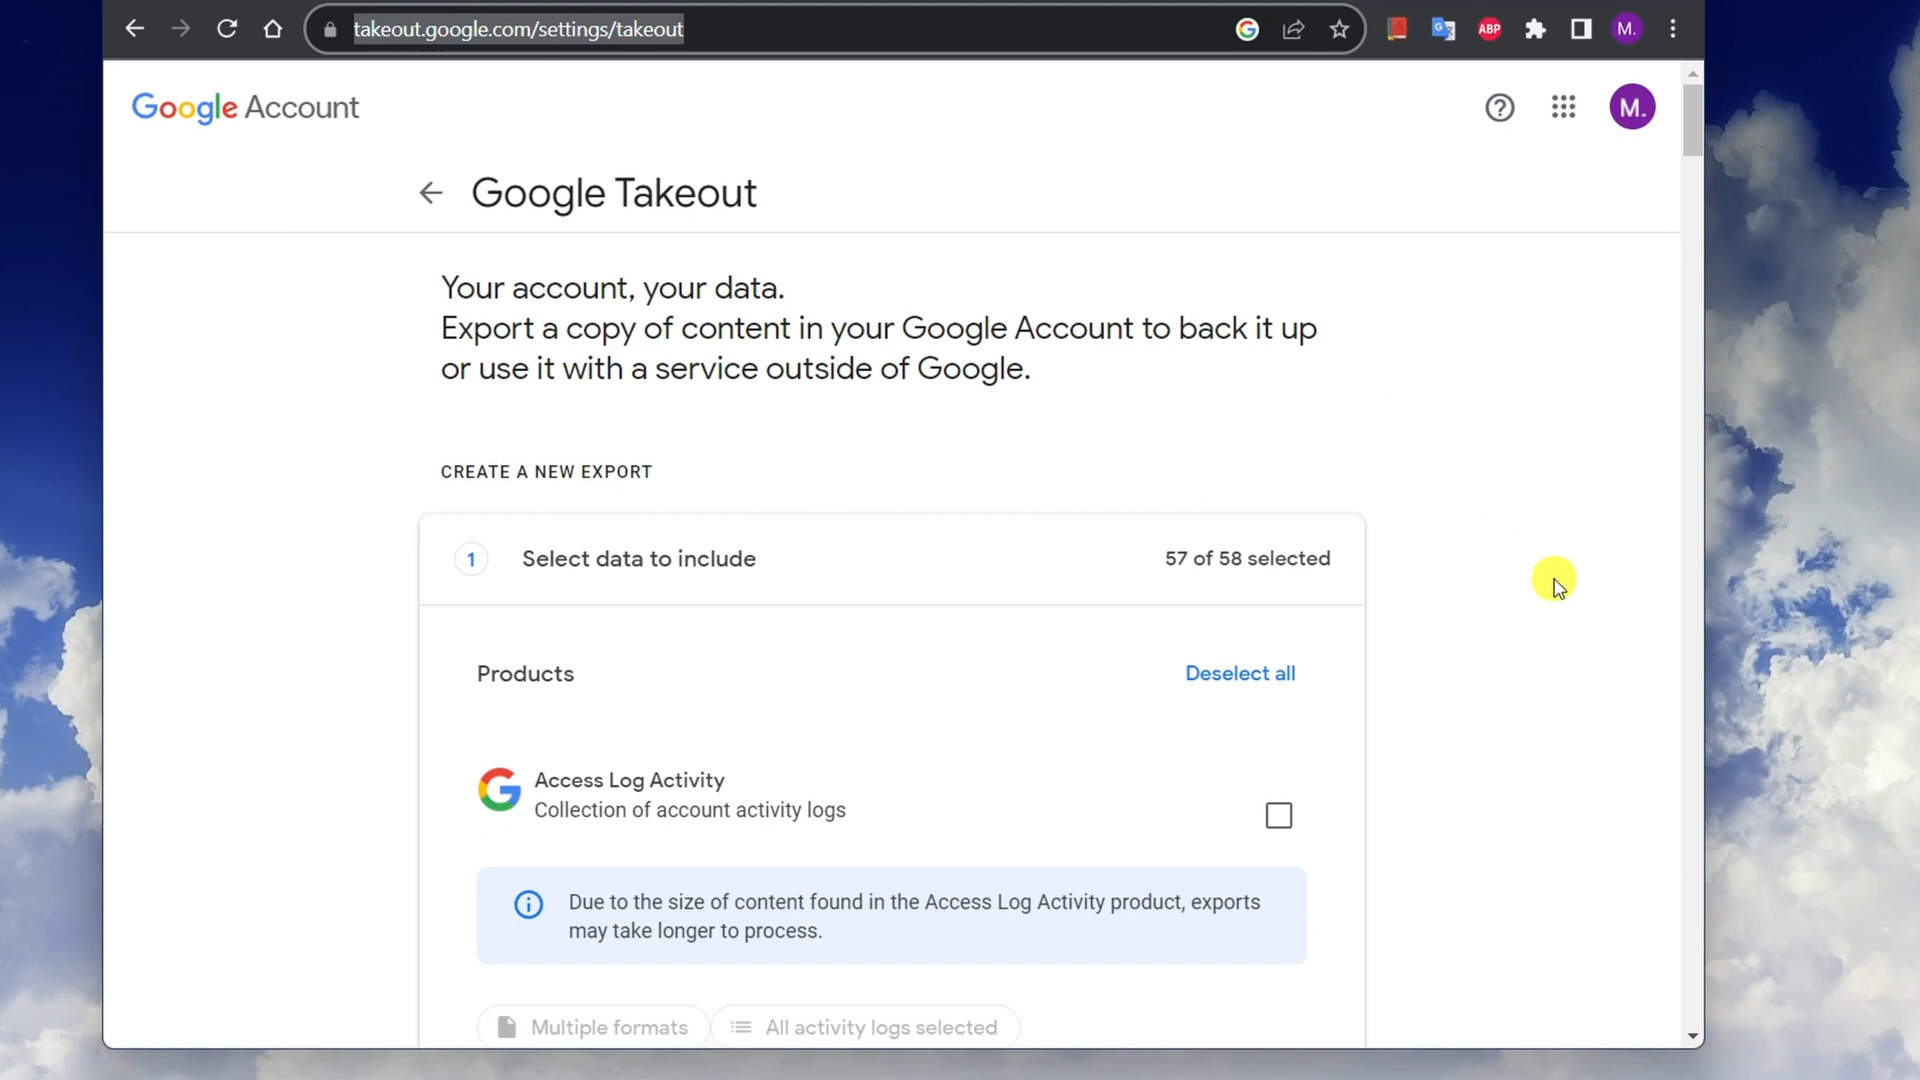 takeout.google.com/settings/takeout
ABP
M.
Google Account
M.
Google Takeout
Your account, your data.
Export a copy of content in your Google Account to back it up
or use it with a service outside of Google.
CREATE A NEW EXPORT
1 Select data to include 57 of 58 selected
Products Deselect all
Access Log Activity
Collection of account activity logs
Due to the size of content found in the Access Log Activity product, exports
may take longer to process.
Multiple formats All activity logs selected